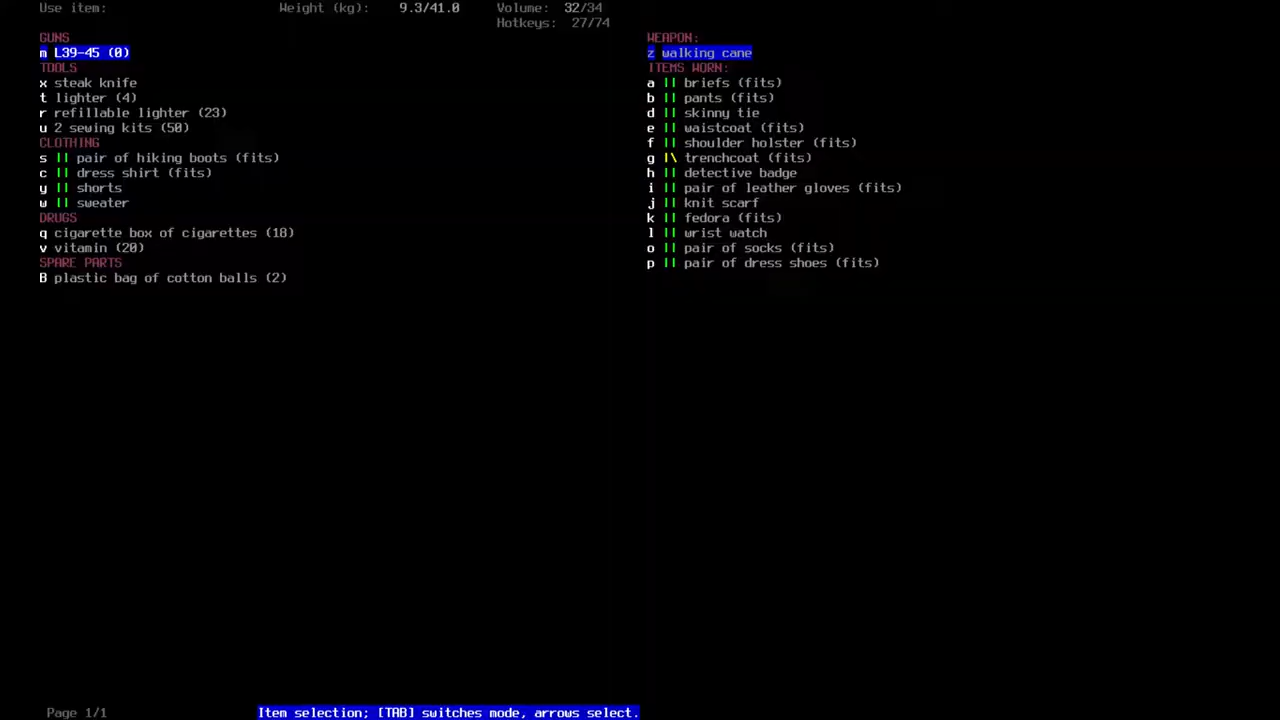 Use item: Weight (kg): 9.3/41.0 Volume: 32/34
Hotkeys: 27/74
GUNS
m L39-45 (0)
TOOLS
x steak knife
t lighter (4)
r refillable lighter (23)
u 2 sewing kits (50)
CLOTHING
s || pair of hiking boots (fits)
c || dress shirt (fits)
y || shorts
w || sweater
DRUGS
q cigarette box of cigarettes (18)
v vitamin (20)
SPARE PARTS
B plastic bag of cotton balls (2)
WEAPON:
z walking cane
ITEMS WORN:
a || briefs (fits)
b || pants (fits)
d || skinny tie
e || waistcoat (fits)
f || shoulder holster (fits)
g |\ trenchcoat (fits)
h || detective badge
i || pair of leather gloves (fits)
j || knit scarf
k || fedora (fits)
l || wrist watch
o || pair of socks (fits)
p || pair of dress shoes (fits)
Page 1/1 Item selection; [TAB] switches mode, arrows select.